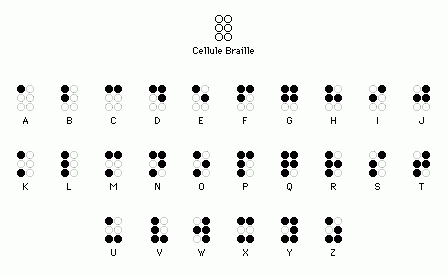 Cellule Braille
A B C D E F G H I J
K L M N O P Q R S T
U V W X Y Z